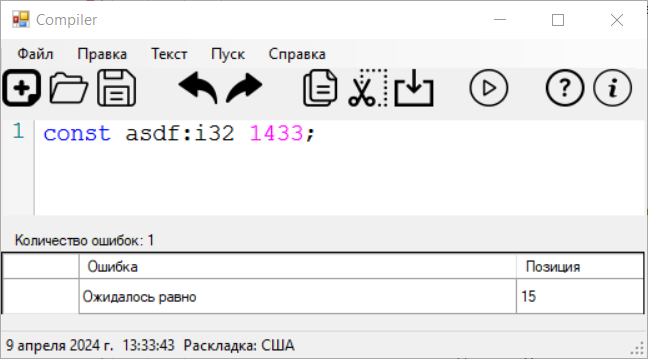 Compiler
Файл Правка Текст Пуск Справка
1 const asdf:i32 1433;
Количество ошибок: 1
Ошибка Позиция
Ожидалось равно 15
9 апреля 2024 г. 13:33:43 Раскладка: США